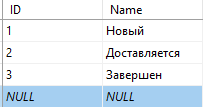 ID Name
1 Новый
2 Доставляется
3 Завершен
NULL NULL